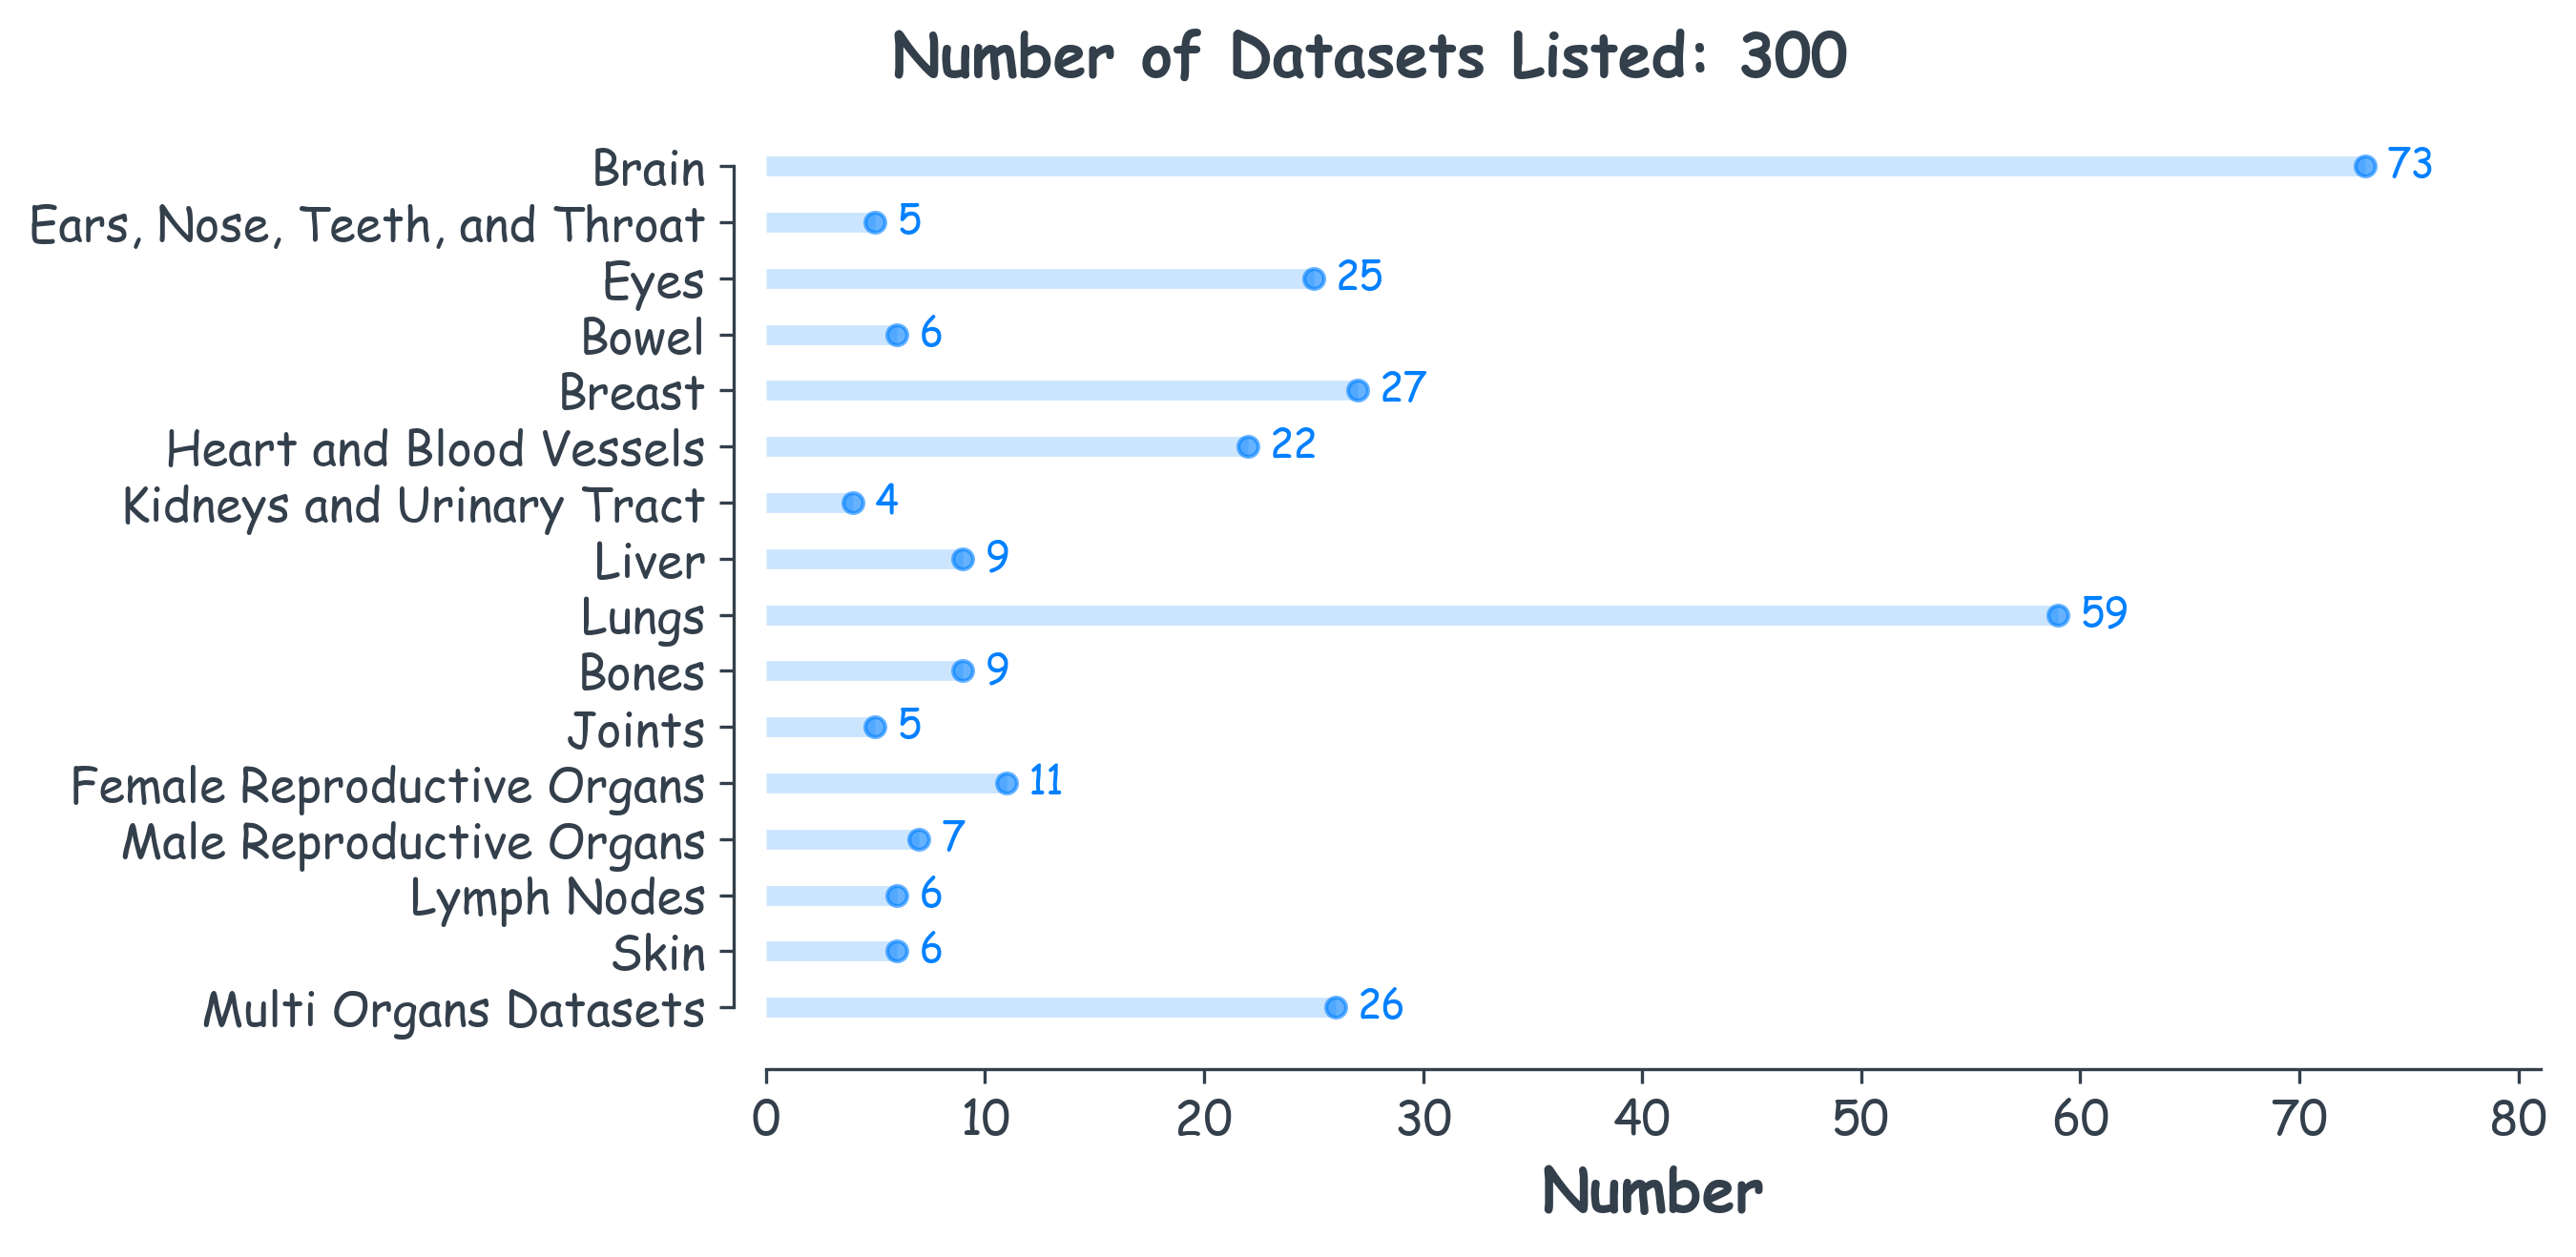 Number of Datasets Listed: 300
Brain 73
Ears, Nose, Teeth, and Throat 5
Eyes 25
Bowel 6
Breast 27
Heart and Blood Vessels 22
Kidneys and Urinary Tract 4
Liver 9
Lungs 59
Bones 9
Joints 5
Female Reproductive Organs 11
Male Reproductive Organs 7
Lymph Nodes 6
Skin 6
Multi Organs Datasets 26
0 10 20 30 40 50 60 70 80
Number